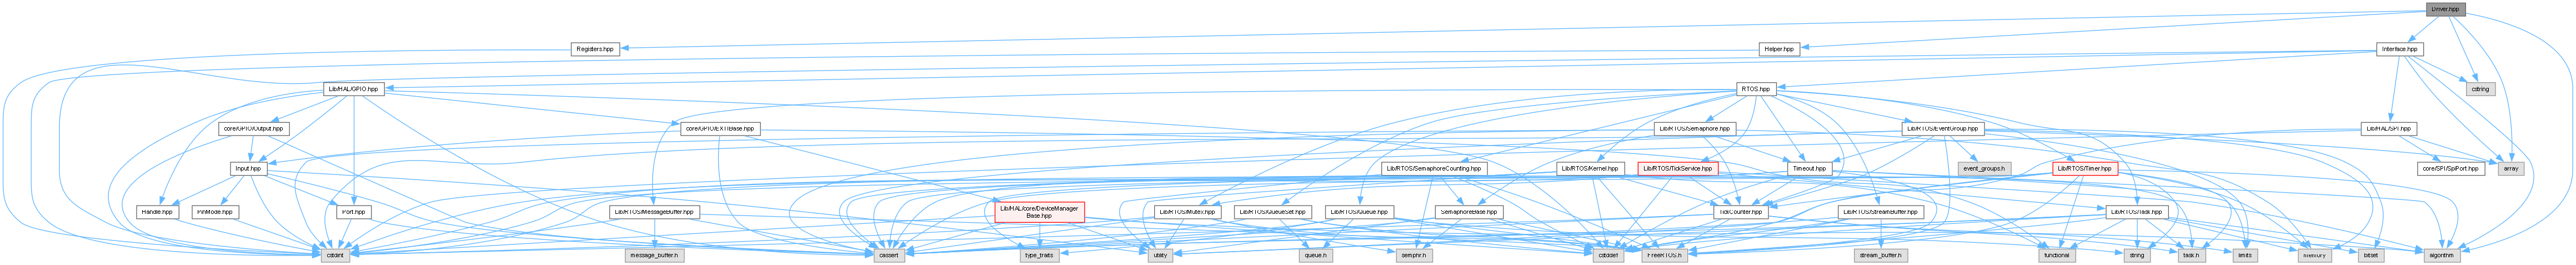 Driver.hpp
Registers.hpp
Helper.hpp
Interface.hpp
Lib/HAL/GPIO.hpp
RTOS.hpp
cstring
core/GPIO/Output.hpp
core/GPIO/EXTIBase.hpp
Lib/RTOS/Semaphore.hpp
Lib/RTOS/EventGroup.hpp
Lib/HAL/SPI.hpp
Input.hpp
Lib/RTOS/SemaphoreCounting.hpp
Lib/RTOS/Kernel.hpp
Lib/RTOS/TickService.hpp
Timeout.hpp
event_groups.h
Lib/RTOS/Timer.hpp
core/SPI/SpiPort.hpp
array
Handle.hpp
PinMode.hpp
Port.hpp
Lib/RTOS/MessageBuffer.hpp
Lib/HAL/core/DeviceManager
Base.hpp
Lib/RTOS/Mutex.hpp
Lib/RTOS/QueueSet.hpp
Lib/RTOS/Queue.hpp
SemaphoreBase.hpp
TickCounter.hpp
Lib/RTOS/StreamBuffer.hpp
Lib/RTOS/Task.hpp
cstdint
message_buffer.h
cassert
type_traits
utility
queue.h
semphr.h
cstddef
FreeRTOS.h
stream_buffer.h
functional
string
task.h
limits
memory
bitset
algorithm